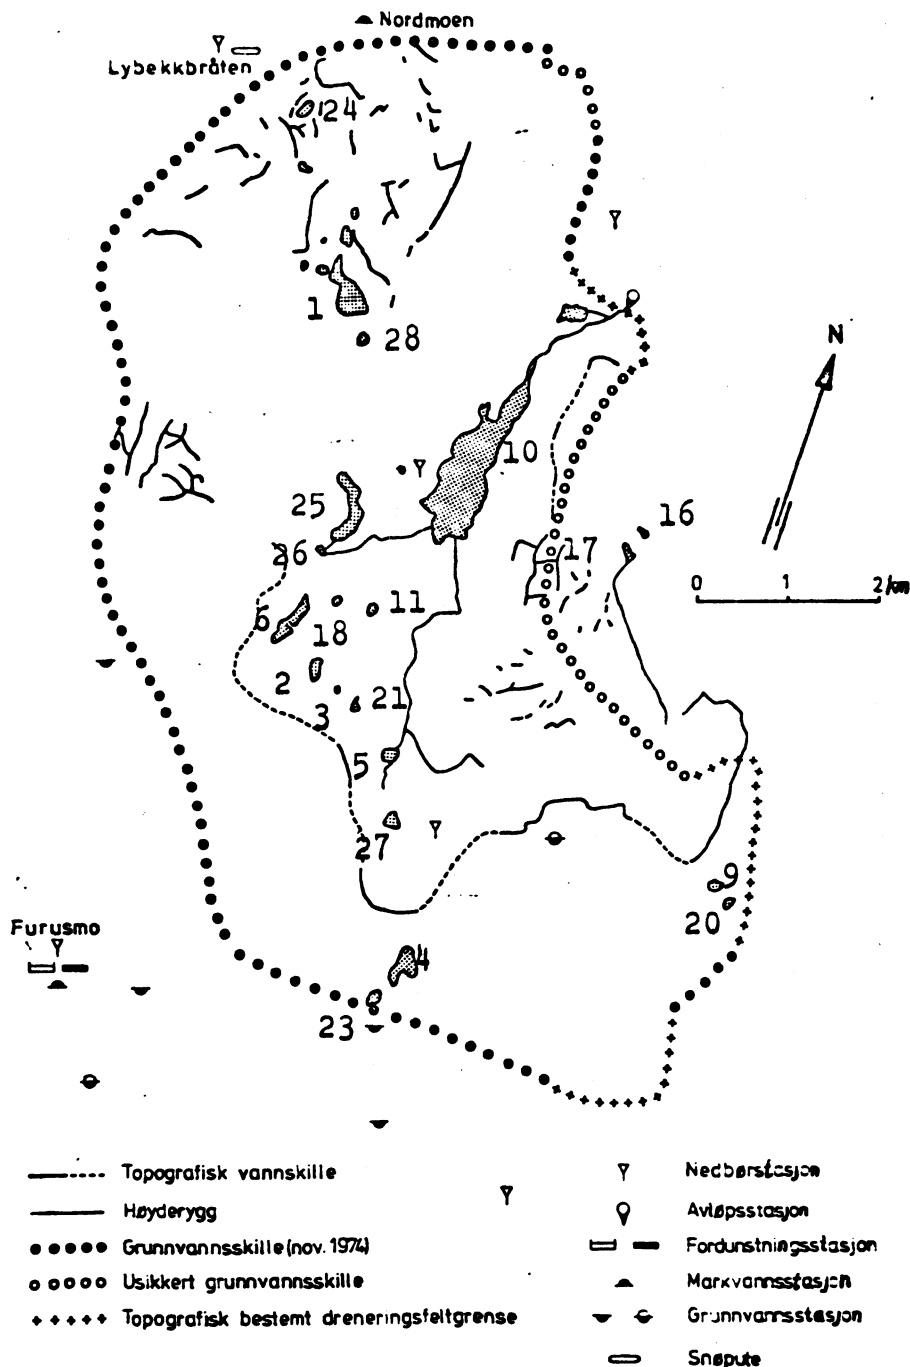 Nordmoen
Lybekkbråten
24
1
28
10
N
25
16
26
17
0 1 2 km
6
11
18
2
3
21
5
27
9
20
Furusmo
4
23
Topografisk vannskille
Høyderygg
Grunnvannsskille (nov. 1974)
Usikkert grunnvannsskille
Topografisk bestemt dreneringsfeltgrense
Nedbørstasjon
Avløpsstasjon
Fordunstningsstasjon
Markvannsstasjon
Grunnvannsstasjon
Snøpute